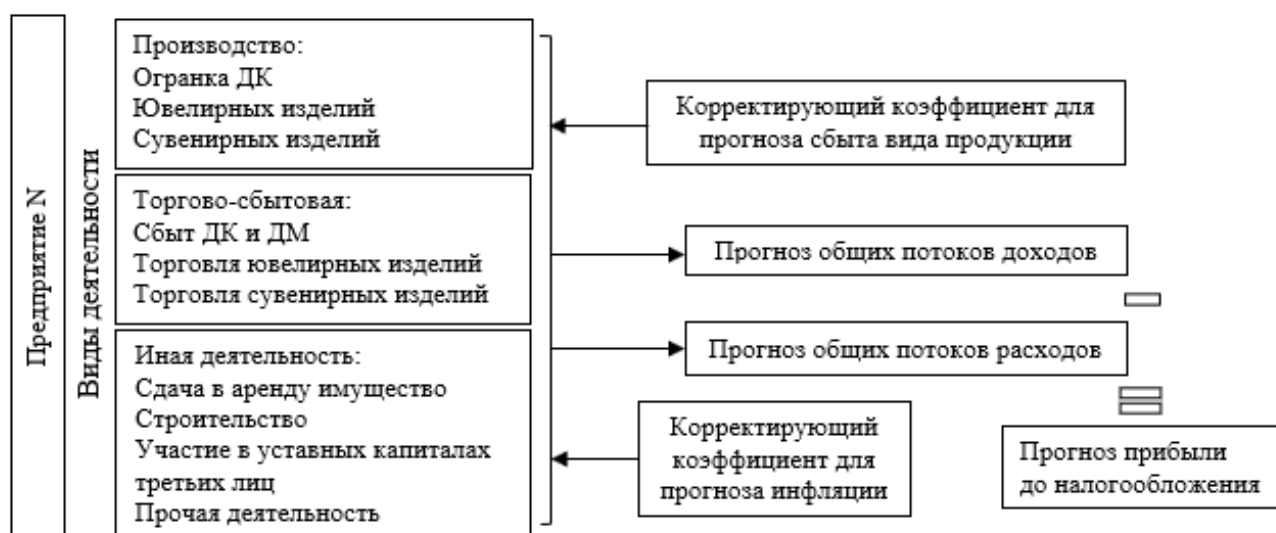 Предприятие N
Виды деятельности
Производство:
Огранка ДК
Ювелирных изделий
Сувенирных изделий
Торгово-сбытовая:
Сбыт ДК и ДМ
Торговля ювелирных изделий
Торговля сувенирных изделий
Иная деятельность:
Сдача в аренду имущество
Строительство
Участие в уставных капиталах
третьих лиц
Прочая деятельность
Корректирующий коэффициент для
прогноза сбыта вида продукции
Прогноз общих потоков доходов
Прогноз общих потоков расходов
Корректирующий
коэффициент для
прогноза инфляции
Прогноз прибыли
до налогообложения